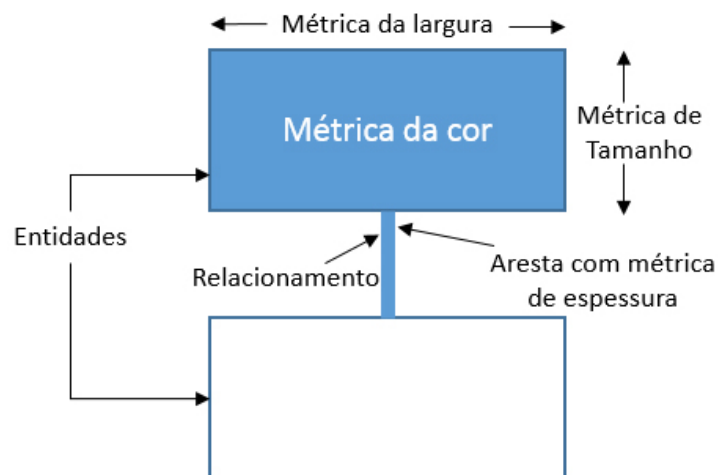 Métrica da largura
Métrica da cor
Métrica de
Tamanho
Entidades
Relacionamento
Aresta com métrica
de espessura